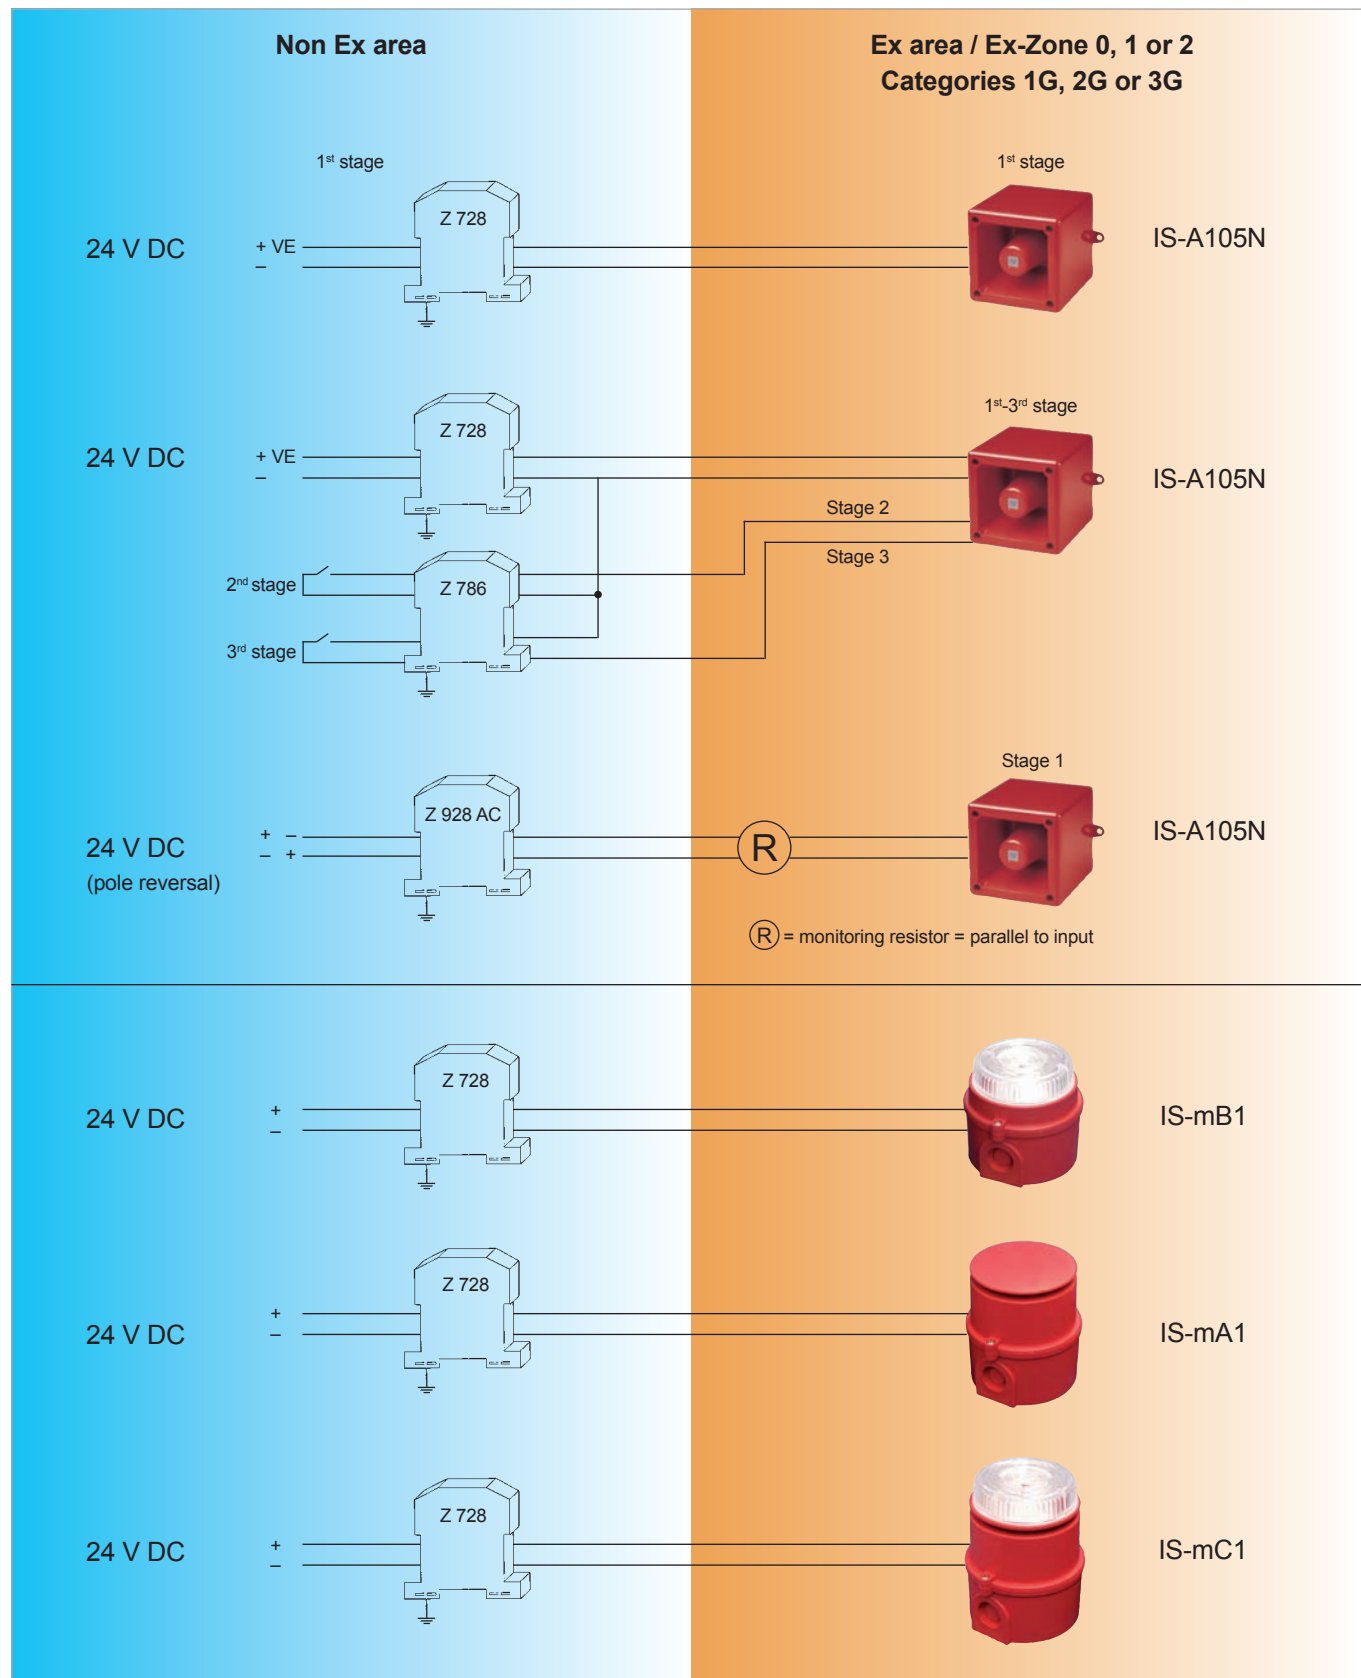 Non Ex area
Ex area / Ex-Zone 0, 1 or 2
Categories 1G, 2G or 3G
1st stage
1st stage
Z 728
24 V DC
+ VE
–
IS-A105N
1st-3rd stage
Z 728
24 V DC
+ VE
–
IS-A105N
Stage 2
Stage 3
2nd stage
Z 786
3rd stage
Stage 1
Z 928 AC
+ –
– +
24 V DC
(pole reversal)
R
IS-A105N
R = monitoring resistor = parallel to input
Z 728
24 V DC
+
–
IS-mB1
Z 728
24 V DC
+
–
IS-mA1
Z 728
24 V DC
+
–
IS-mC1